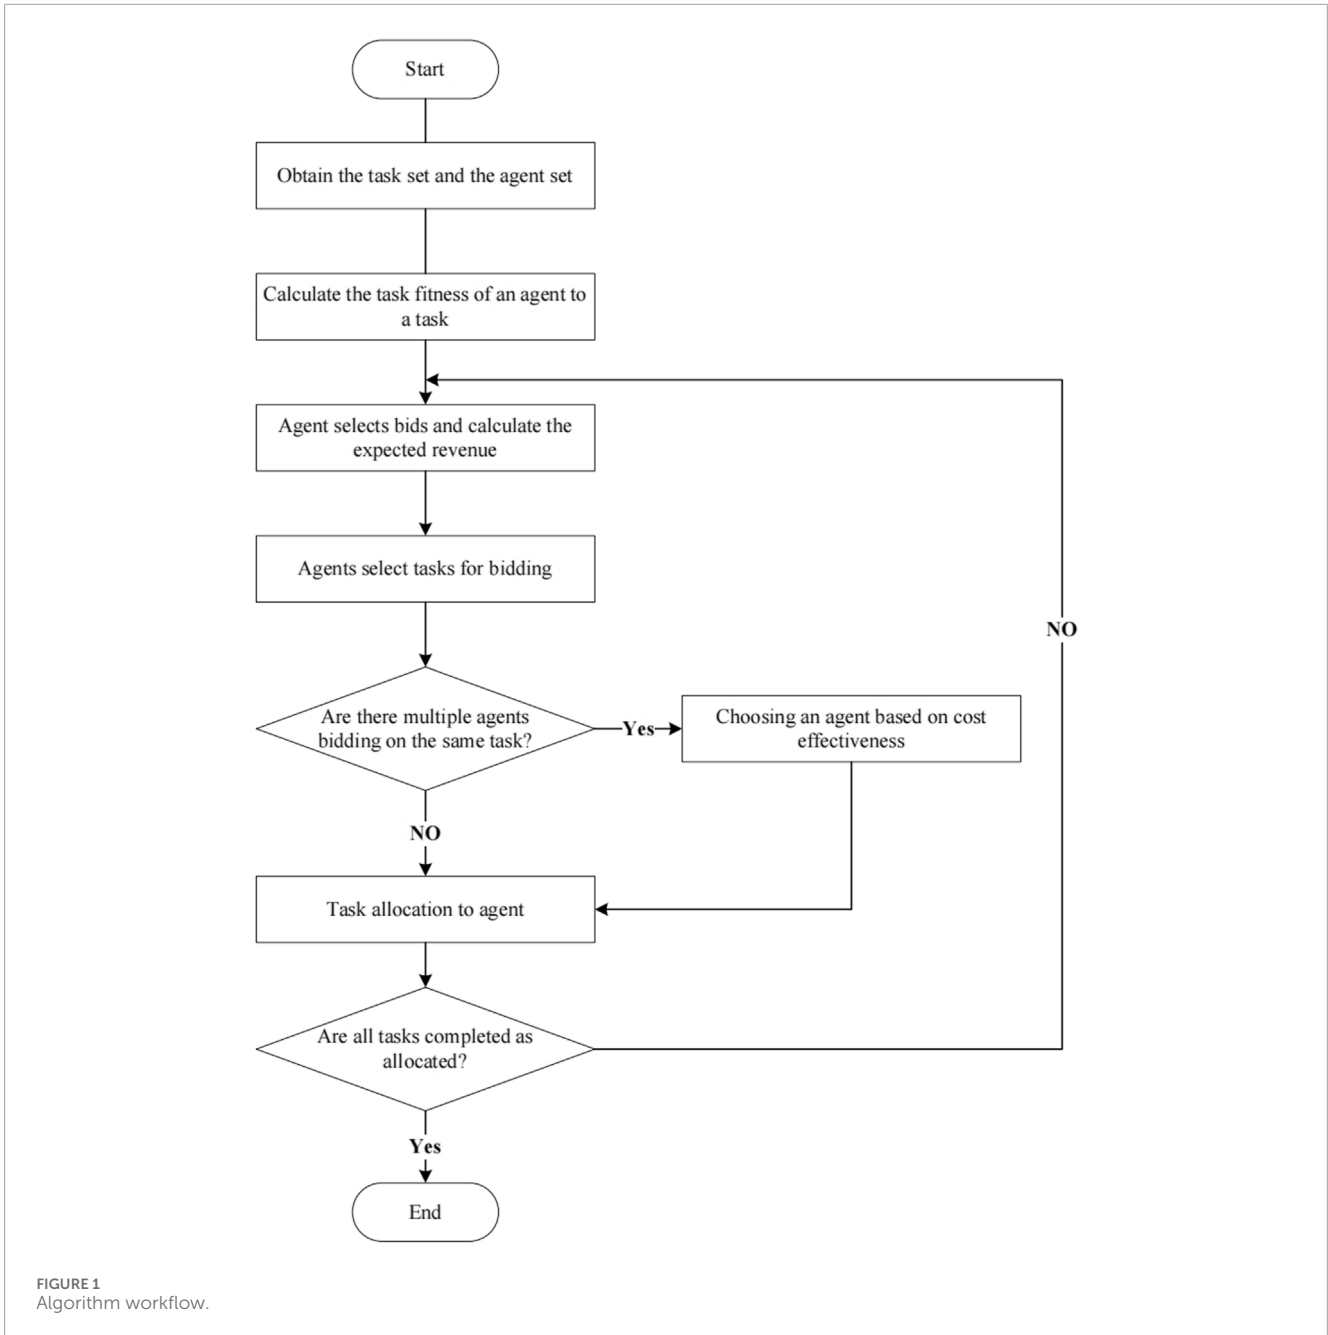 Start
Obtain the task set and the agent set
Calculate the task fitness of an agent to
a task
Agent selects bids and calculate the
expected revenue
Agents select tasks for bidding
NO
Are there multiple agents
bidding on the same task?
Yes
Choosing an agent based on cost
effectiveness
NO
Task allocation to agent
Are all tasks completed as
allocated?
Yes
End
FIGURE 1
Algorithm workflow.